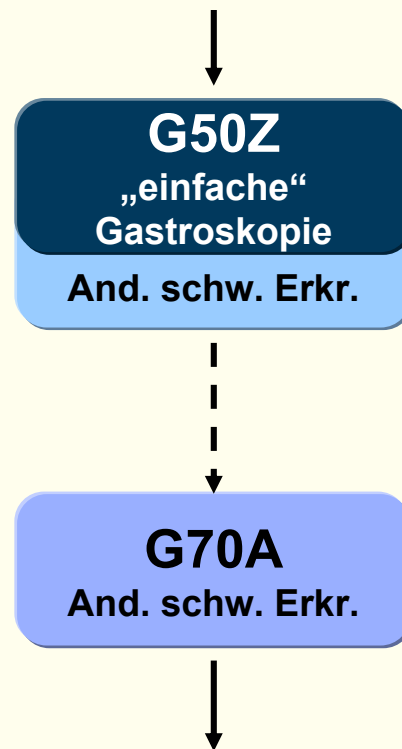 G50Z
„einfache“
Gastroskopie
And. schw. Erkr.
G70A
And. schw. Erkr.